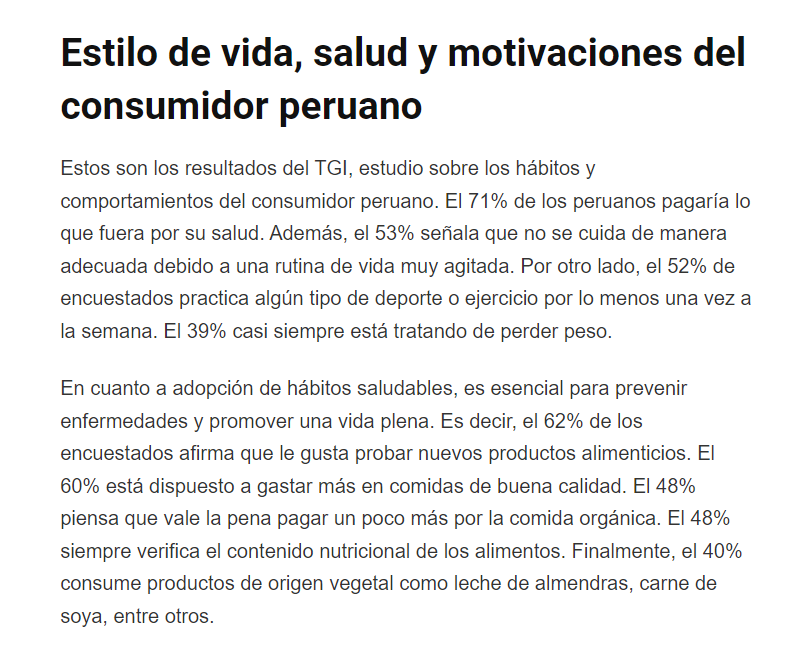 Estilo de vida, salud y motivaciones del
consumidor peruano
Estos son los resultados del TGI, estudio sobre los hábitos y
comportamientos del consumidor peruano. El 71% de los peruanos pagaría lo
que fuera por su salud. Además, el 53% señala que no se cuida de manera
adecuada debido a una rutina de vida muy agitada. Por otro lado, el 52% de
encuestados practica algún tipo de deporte o ejercicio por lo menos una vez a
la semana. El 39% casi siempre está tratando de perder peso.
En cuanto a adopción de hábitos saludables, es esencial para prevenir
enfermedades y promover una vida plena. Es decir, el 62% de los
encuestados afirma que le gusta probar nuevos productos alimenticios. El
60% está dispuesto a gastar más en comidas de buena calidad. El 48%
piensa que vale la pena pagar un poco más por la comida orgánica. El 48%
siempre verifica el contenido nutricional de los alimentos. Finalmente, el 40%
consume productos de origen vegetal como leche de almendras, carne de
soya, entre otros.